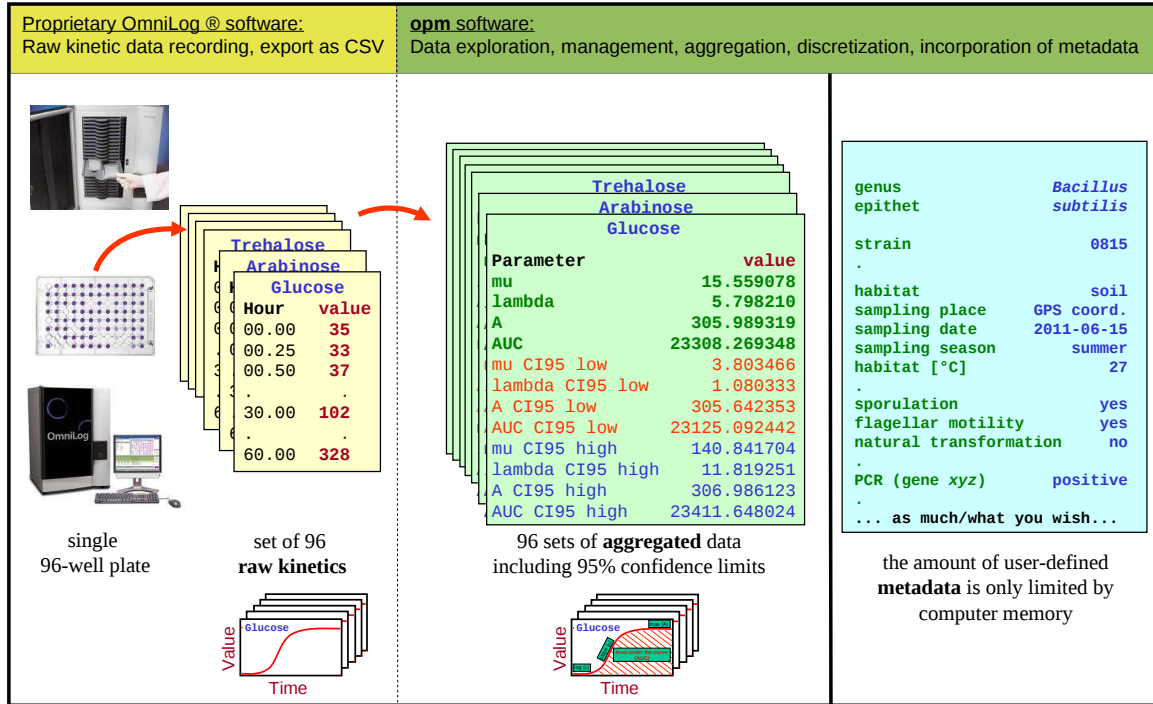 Proprietary OmniLog ® software:
Raw kinetic data recording, export as CSV
opm software:
Data exploration, management, aggregation, discretization, incorporation of metadata
OmniLog
single
96-well plate
Trehalose
Arabinose
Glucose
Hour value
00.00 35
00.25 33
00.50 37
. .
30.00 102
. .
60.00 328
set of 96
raw kinetics
Glucose
Value
Time
Trehalose
Arabinose
Glucose
Parameter value
mu 15.559078
lambda 5.798210
A 305.989319
AUC 23308.269348
mu CI95 low 3.803466
lambda CI95 low 1.080333
A CI95 low 305.642353
AUC CI95 low 23125.092442
mu CI95 high 140.841704
lambda CI95 high 11.819251
A CI95 high 306.986123
AUC CI95 high 23411.648024
96 sets of aggregated data
including 95% confidence limits
Glucose
max (A)
Area under the curve
(AUC)
lag (λ)
Value
Time
genus Bacillus
epithet subtilis
strain 0815
.
habitat soil
sampling place GPS coord.
sampling date 2011-06-15
sampling season summer
habitat [°C] 27
.
sporulation yes
flagellar motility yes
natural transformation no
.
PCR (gene xyz) positive
.
... as much/what you wish...
the amount of user-defined
metadata is only limited by
computer memory